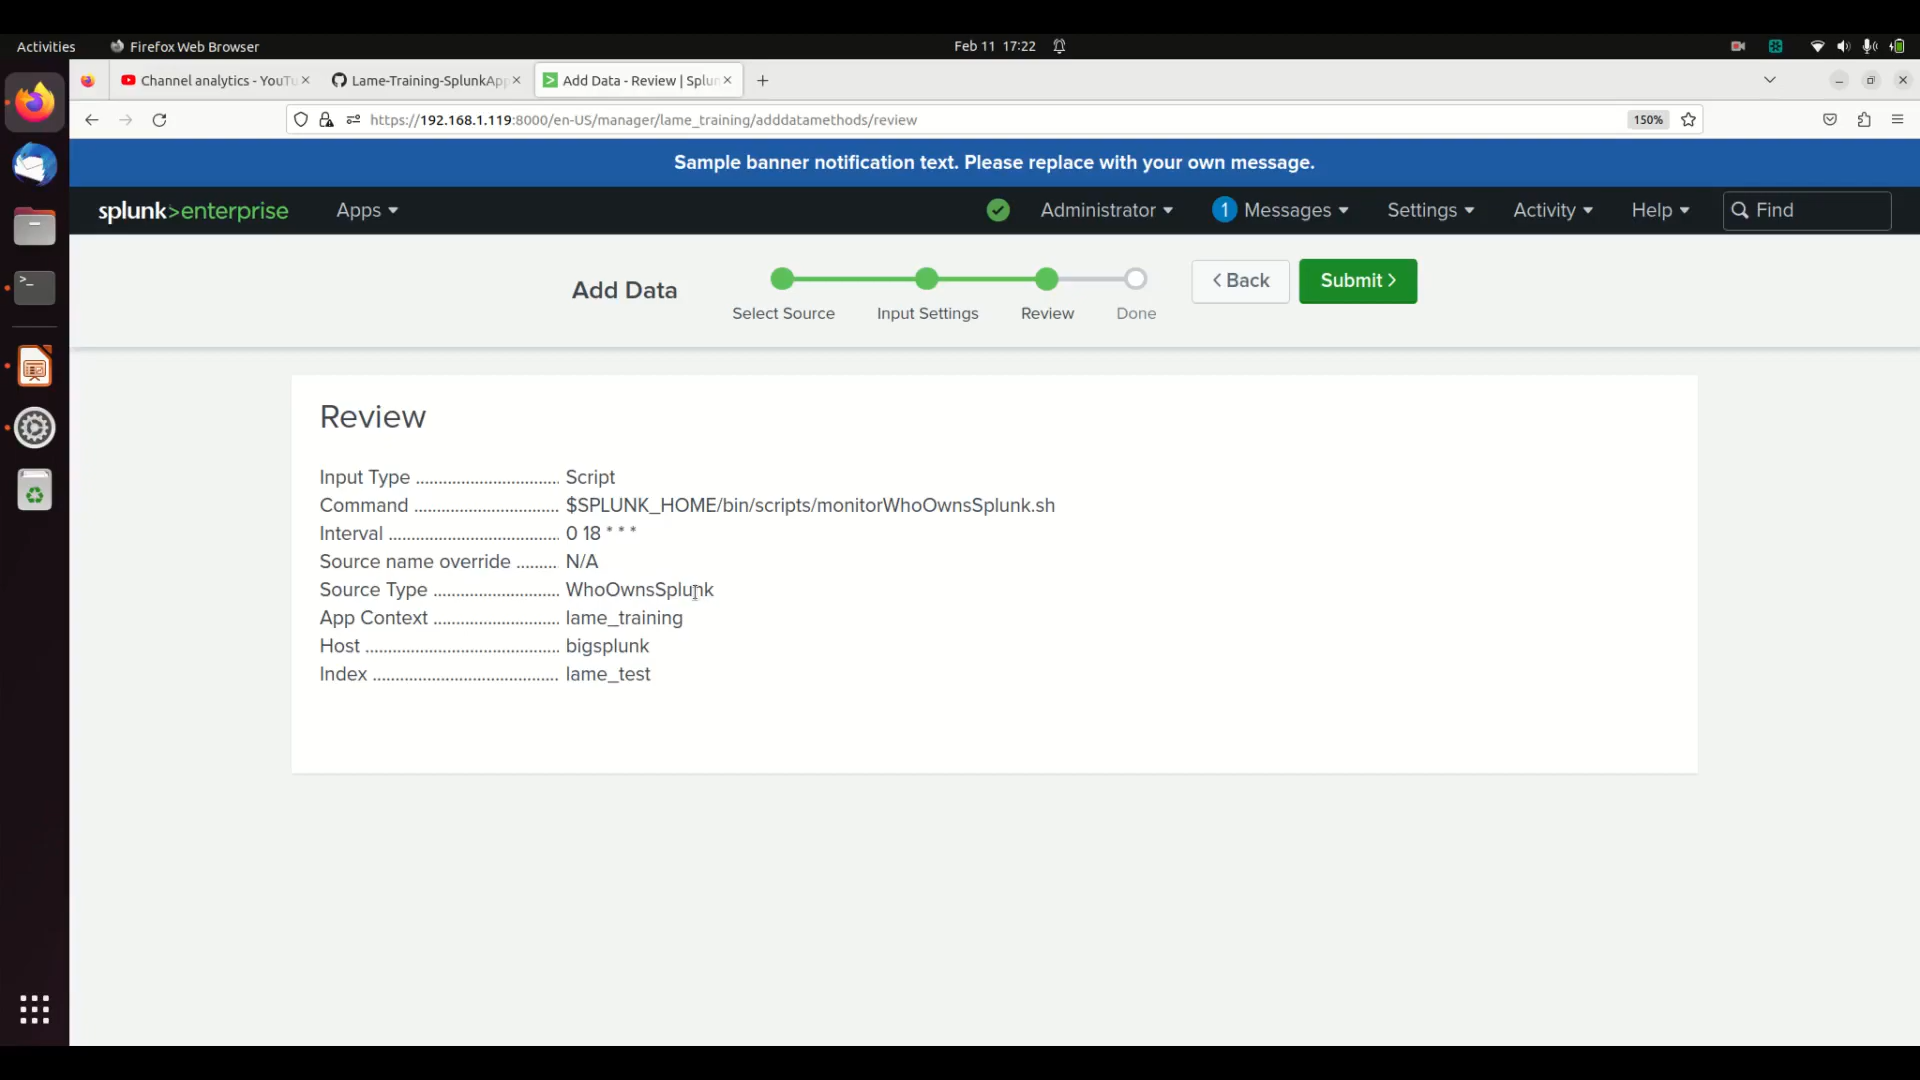 Activities Firefox Web Browser Feb 11 17:22
Channel analytics - YouTu Lame-Training-SplunkApp Add Data - Review | Splun
https://192.168.1.119:8000/en-US/manager/lame_training/adddatamethods/review 150%
Sample banner notification text. Please replace with your own message.
splunk>enterprise Apps Administrator 1 Messages Settings Activity Help Find
Add Data Select Source Input Settings Review Done < Back Submit >
Review
Input Type ................................ Script
Command ................................ $SPLUNK_HOME/bin/scripts/monitorWhoOwnsSplunk.sh
Interval ...................................... 0 18 * * *
Source name override ......... N/A
Source Type ............................ WhoOwnsSplunk
App Context ............................ lame_training
Host ........................................... bigsplunk
Index ......................................... lame_test